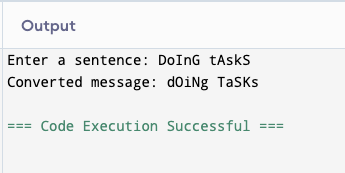 Output
Enter a sentence: DoInG tAskS
Converted message: dOiNg TaSKs
=== Code Execution Successful ===